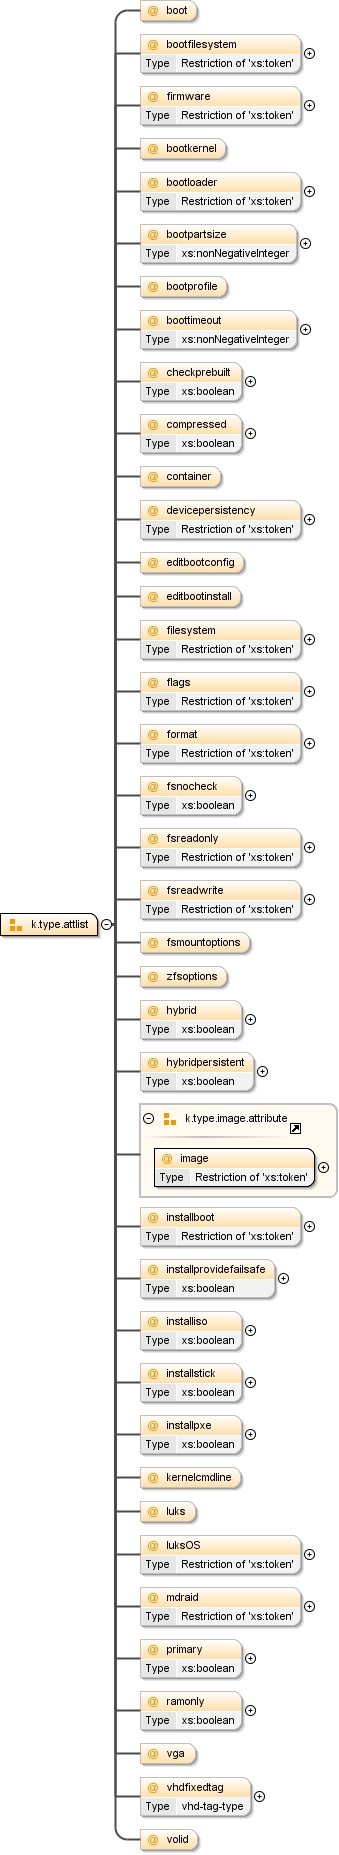 @ boot
@ bootfilesystem
Type Restriction of 'xs:token'
@ firmware
Type Restriction of 'xs:token'
@ bootkernel
@ bootloader
Type Restriction of 'xs:token'
@ bootpartsize
Type xs:nonNegativeInteger
@ bootprofile
@ boottimeout
Type xs:nonNegativeInteger
@ checkprebuilt
Type xs:boolean
@ compressed
Type xs:boolean
@ container
@ devicepersistency
Type Restriction of 'xs:token'
@ editbootconfig
@ editbootinstall
@ filesystem
Type Restriction of 'xs:token'
@ flags
Type Restriction of 'xs:token'
@ format
Type Restriction of 'xs:token'
@ fsnocheck
Type xs:boolean
@ fsreadonly
Type Restriction of 'xs:token'
@ fsreadwrite
Type Restriction of 'xs:token'
k.type.attlist
@ fsmountoptions
@ zfsoptions
@ hybrid
Type xs:boolean
@ hybridpersistent
Type xs:boolean
k.type.image.attribute
@ image
Type Restriction of 'xs:token'
@ installboot
Type Restriction of 'xs:token'
@ installprovidefailsafe
Type xs:boolean
@ installiso
Type xs:boolean
@ installstick
Type xs:boolean
@ installpxe
Type xs:boolean
@ kernelcmdline
@ luks
@ luksOS
Type Restriction of 'xs:token'
@ mdraid
Type Restriction of 'xs:token'
@ primary
Type xs:boolean
@ ramonly
Type xs:boolean
@ vga
@ vhdfixedtag
Type vhd-tag-type
@ volid